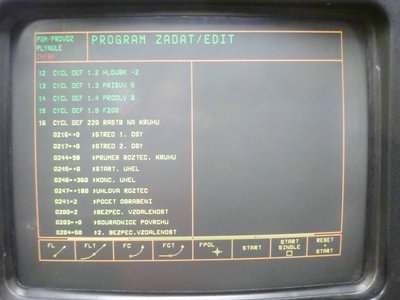 PGM/PROVOZ
PLYNULE
CHYBA
PROGRAM ZADAT/EDIT
12 CYCL DEF 1.2 HLOUBK -2
13 CYCL DEF 1.3 PRISUV 5
14 CYCL DEF 1.4 PRODLV 0
15 CYCL DEF 1.5 F200
16 CYCL DEF 220 RASTR NA KRUHU
Q216=+0 ;STRED 1. OSY
Q217=+0 ;STRED 2. OSY
Q244=90 ;PRUMER ROZTEC. KRUHU
Q245=+0 ;START. UHEL
Q246=+360 ;KONC. UHEL
Q247=+180 ;UHLOVA ROZTEC
Q241=2 ;POCET OBRABENI
Q200=2 ;BEZPEC. VZDALENOST
Q203=+0 ;SOURADNICE POVRCHU
Q204=50 ;2. BEZPEC.VZDALENOST
FL
FLT
FC
FCT
FPOL
START
START
SINGLE
RESET
+
START